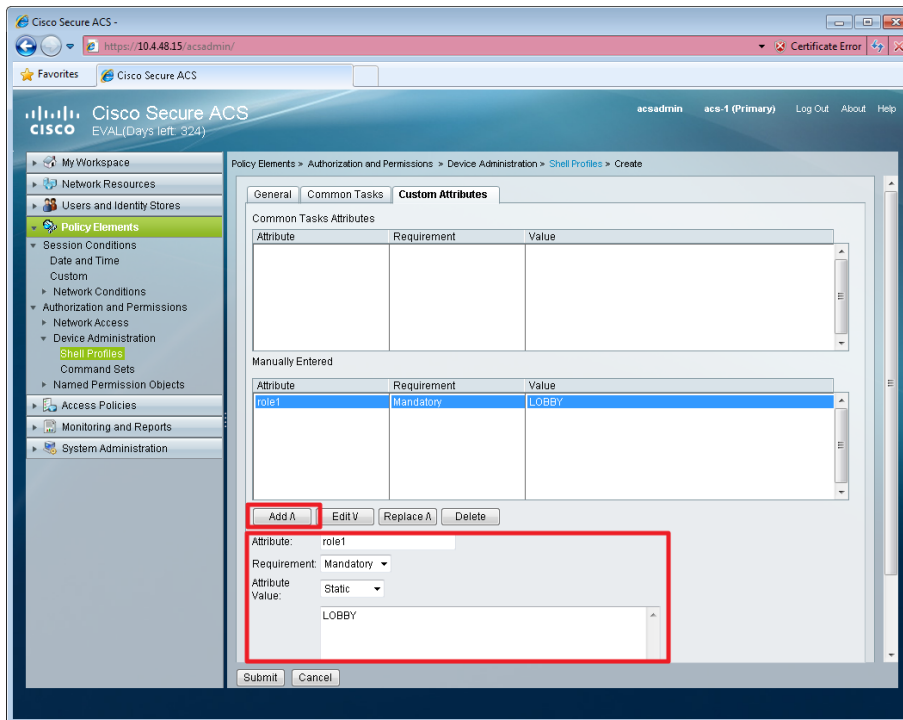 Cisco Secure ACS -
https://10.4.48.15/acsadmin/
Certificate Error
Favorites
Cisco Secure ACS
CISCO
Cisco Secure ACS
EVAL(Days left: 324)
acsadmin acs-1 (Primary) Log Out About Help
My Workspace
Network Resources
Users and Identity Stores
Policy Elements
Session Conditions
Date and Time
Custom
Network Conditions
Authorization and Permissions
Network Access
Device Administration
Shell Profiles
Command Sets
Named Permission Objects
Access Policies
Monitoring and Reports
System Administration
Policy Elements > Authorization and Permissions > Device Administration > Shell Profiles > Create
General Common Tasks Custom Attributes
Common Tasks Attributes
Attribute Requirement Value
Manually Entered
Attribute Requirement Value
role1 Mandatory LOBBY
Add Λ Edit V Replace Λ Delete
Attribute: role1
Requirement: Mandatory
Attribute Value: Static
LOBBY
Submit Cancel